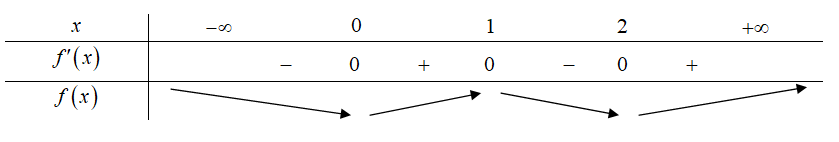 x −∞ 0 1 2 +∞
f′(x) − 0 + 0 − 0 +
f(x)